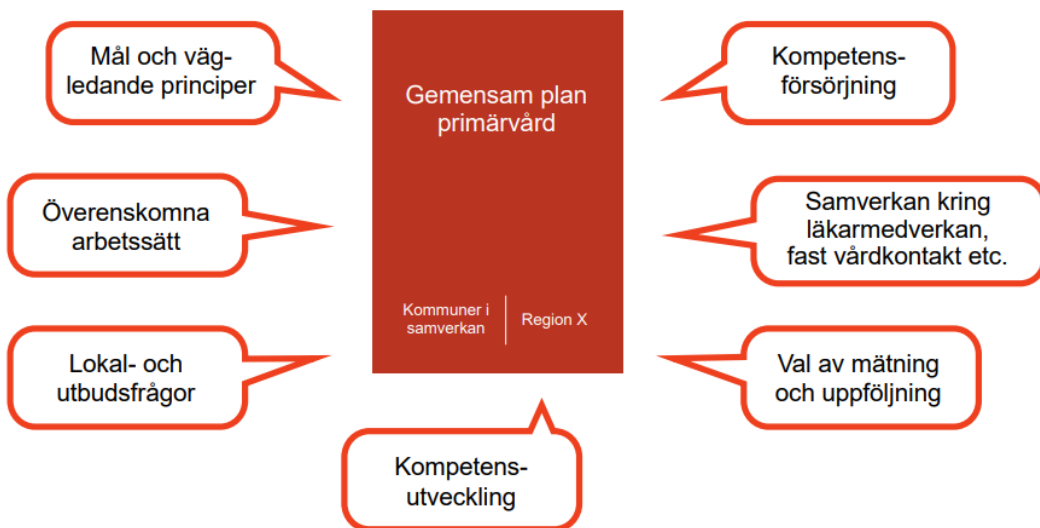 Mål och väg-
ledande principer
Gemensam plan
primärvård
Kompetens-
försörjning
Överenskomna
arbetssätt
Samverkan kring
läkarmedverkan,
fast vårdkontakt etc.
Kommuner i
samverkan
Region X
Lokal- och
utbudsfrågor
Val av mätning
och uppföljning
Kompetens-
utveckling